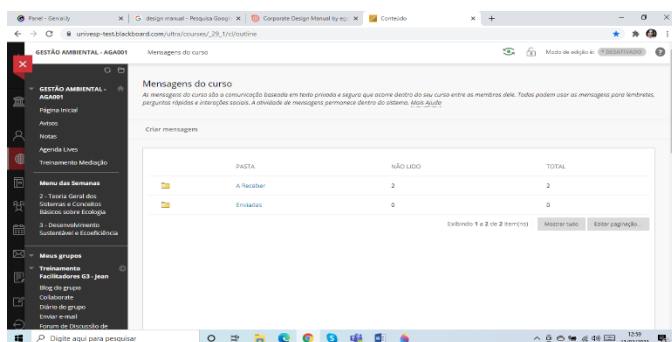 Panel - Genially
design manual - Pesquisa Googl
Corporate Design Manual by eg
Conteúdo
univesp-test.blackboard.com/ultra/courses/_29_1/cl/outline
GESTÃO AMBIENTAL - AGA001
Mensagens do curso
Modo de edição é: DESATIVADO
GESTÃO AMBIENTAL - AGA001
Página Inicial
Avisos
Notas
Agenda Lives
Treinamento Mediação
Menu das Semanas
2 - Teoria Geral dos
Sistemas e Conceitos
Básicos sobre Ecologia
3 - Desenvolvimento
Sustentável e Ecoeficiência
Meus grupos
Treinamento
Facilitadores G3 - Jean
Blog do grupo
Collaborate
Diário do grupo
Enviar e-mail
Forum de Discussão de
Mensagens do curso
As mensagens do curso são a comunicação baseada em texto privada e segura que ocorre dentro do seu curso entre as membros dele. Todos podem usar as mensagens para lembretes,
perguntas rápidas e interações sociais. A atividade de mensagens permanece dentro do sistema. Mais Ajuda
Criar mensagem
PASTA NÃO LIDO TOTAL
A Receber 2 2
Enviadas 0 0
Exibindo 1 a 2 de 2 item(ns) Mostrar tudo Editar paginação...
Digite aqui para pesquisar
12:59